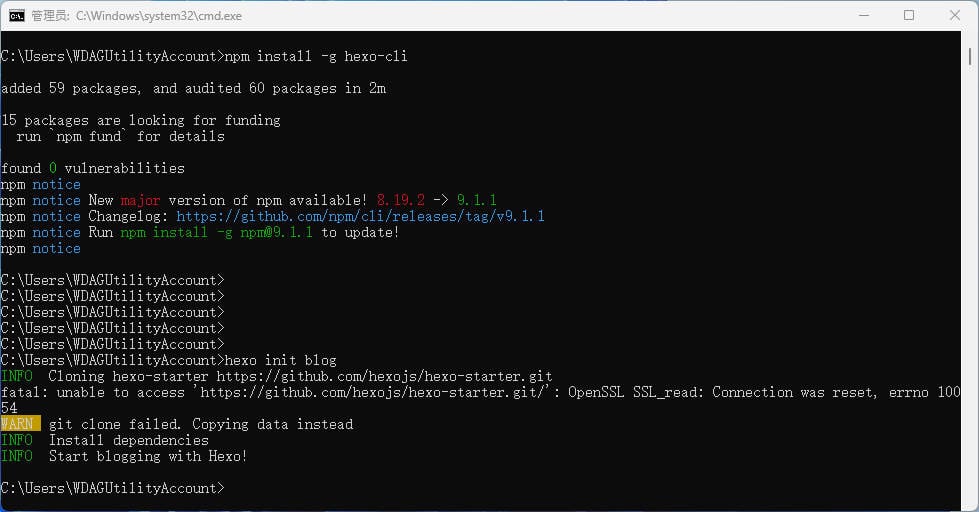 管理员: C:\Windows\system32\cmd.exe
C:\Users\WDAGUtilityAccount>npm install -g hexo-cli
added 59 packages, and audited 60 packages in 2m
15 packages are looking for funding
  run `npm fund` for details
found 0 vulnerabilities
npm notice
npm notice New major version of npm available! 8.19.2 -> 9.1.1
npm notice Changelog: https://github.com/npm/cli/releases/tag/v9.1.1
npm notice Run npm install -g npm@9.1.1 to update!
npm notice
C:\Users\WDAGUtilityAccount>
C:\Users\WDAGUtilityAccount>
C:\Users\WDAGUtilityAccount>
C:\Users\WDAGUtilityAccount>
C:\Users\WDAGUtilityAccount>
C:\Users\WDAGUtilityAccount>hexo init blog
INFO  Cloning hexo-starter https://github.com/hexojs/hexo-starter.git
fatal: unable to access 'https://github.com/hexojs/hexo-starter.git/': OpenSSL SSL_read: Connection was reset, errno 100
54
WARN  git clone failed. Copying data instead
INFO  Install dependencies
INFO  Start blogging with Hexo!
C:\Users\WDAGUtilityAccount>